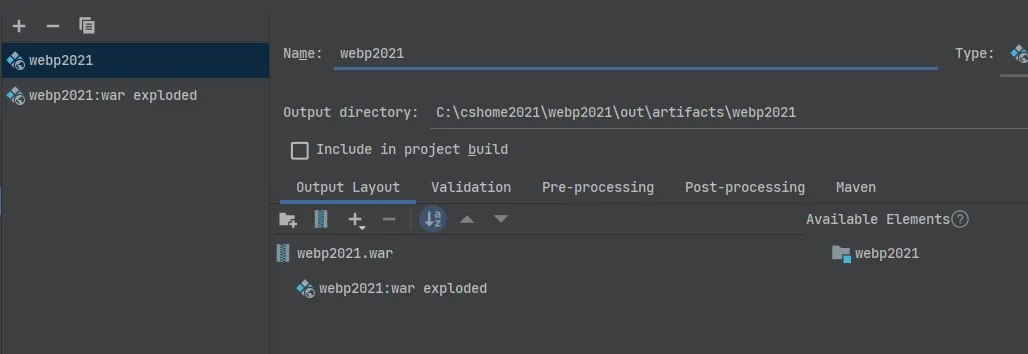 webp2021
webp2021:war exploded
Name: webp2021 Type:
Output directory: C:\cshome2021\webp2021\out\artifacts\webp2021
Include in project build
Output Layout Validation Pre-processing Post-processing Maven
Available Elements ?
webp2021.war webp2021
webp2021:war exploded